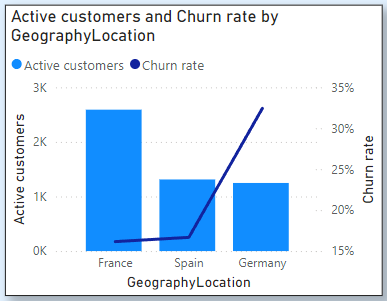 Active customers and Churn rate by
GeographyLocation
Active customers Churn rate
3K 35%
30%
2K
25%
1K
20%
0K 15%
Active customers
Churn rate
France Spain Germany
GeographyLocation